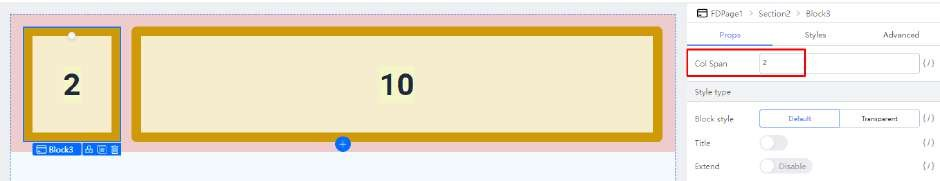 2
10
Block3
FDPage1 > Section2 > Block3
Props Styles Advanced
Col Span 2 {/}
Style type
Block style Default Transparent {/}
Title {/}
Extend Disable {/}